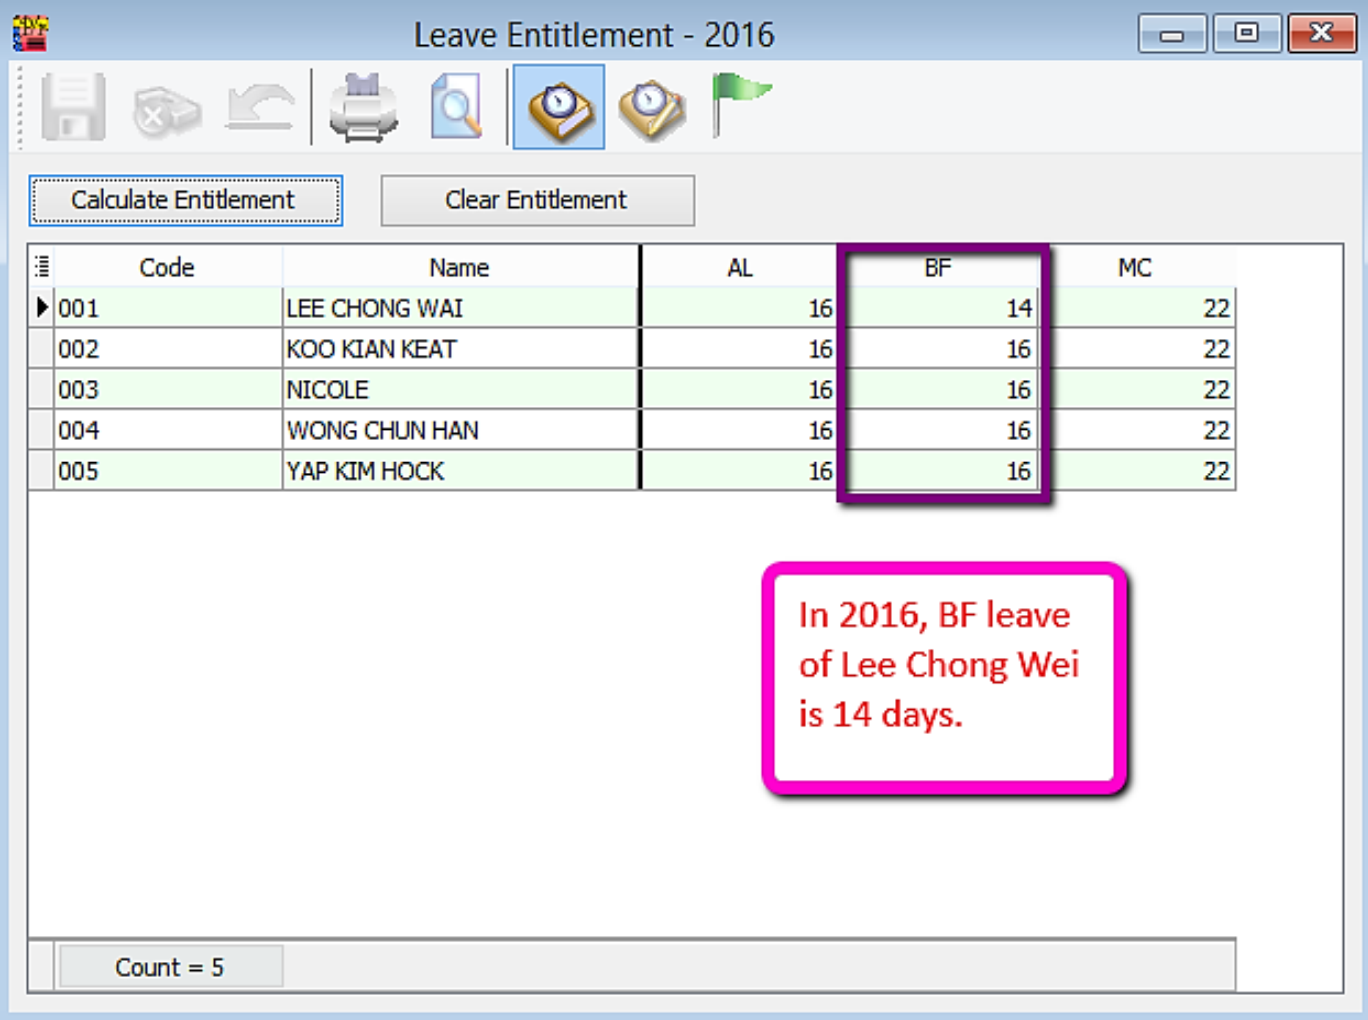 Leave Entitlement - 2016
Calculate Entitlement
Clear Entitlement
Code Name AL BF MC
001 LEE CHONG WAI 16 14 22
002 KOO KIAN KEAT 16 16 22
003 NICOLE 16 16 22
004 WONG CHUN HAN 16 16 22
005 YAP KIM HOCK 16 16 22
In 2016, BF leave
of Lee Chong Wei
is 14 days.
Count = 5